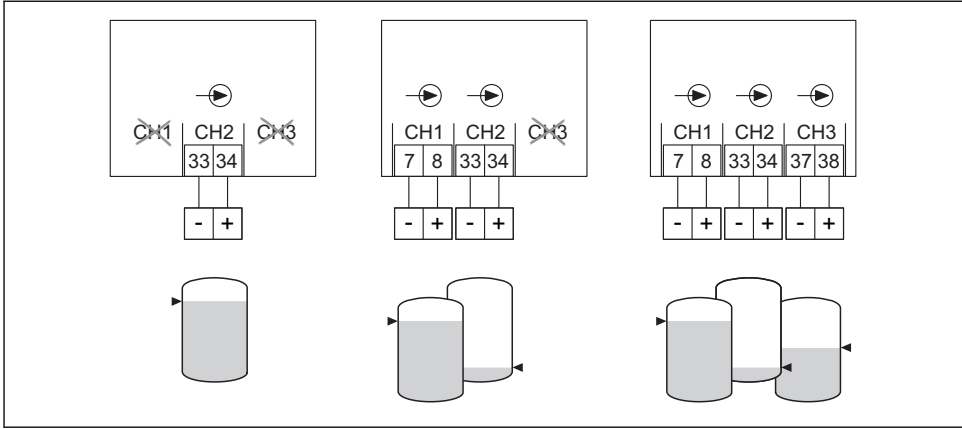 CH1 CH2 CH3
33 34
- +
CH1 CH2 CH3
7 8 33 34
- + - +
CH1 CH2 CH3
7 8 33 34 37 38
- + - + - +